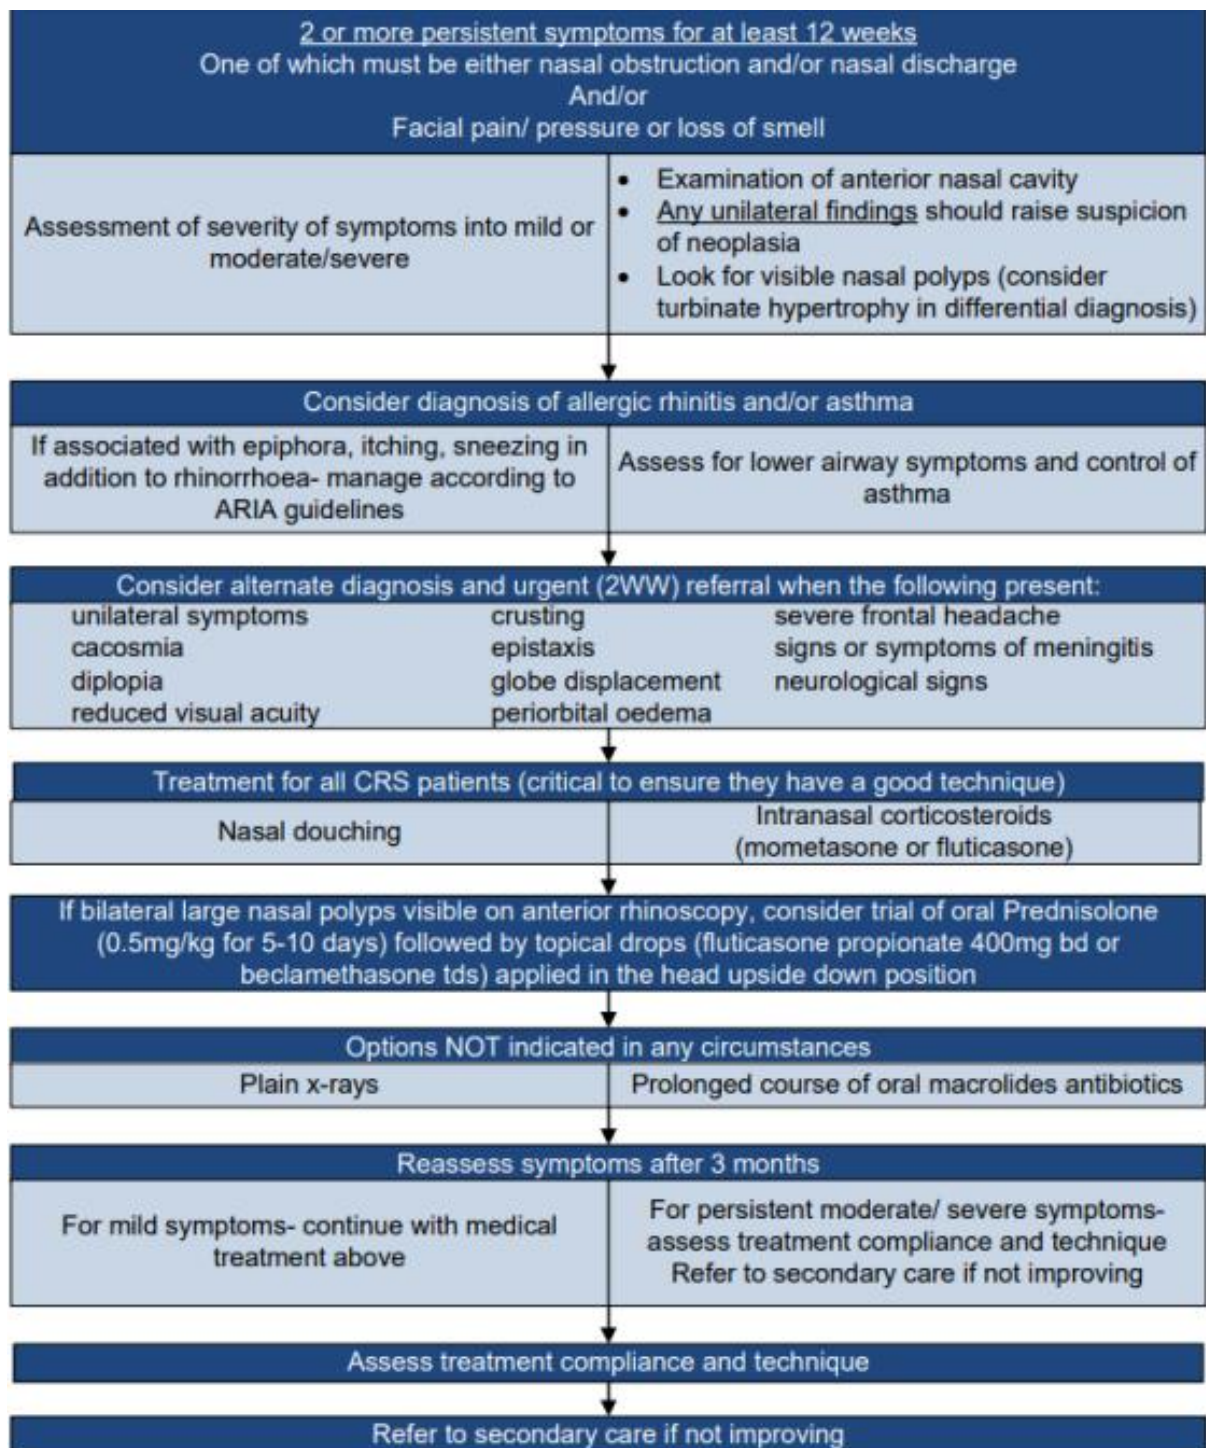 2 or more persistent symptoms for at least 12 weeks
One of which must be either nasal obstruction and/or nasal discharge
And/or
Facial pain/ pressure or loss of smell
Assessment of severity of symptoms into mild or
moderate/severe
• Examination of anterior nasal cavity
• Any unilateral findings should raise suspicion
of neoplasia
• Look for visible nasal polyps (consider
turbinate hypertrophy in differential diagnosis)
Consider diagnosis of allergic rhinitis and/or asthma
If associated with epiphora, itching, sneezing in
addition to rhinorrhoea- manage according to
ARIA guidelines
Assess for lower airway symptoms and control of
asthma
Consider alternate diagnosis and urgent (2WW) referral when the following present:
unilateral symptoms
cacosmia
diplopia
reduced visual acuity
crusting
epistaxis
globe displacement
periorbital oedema
severe frontal headache
signs or symptoms of meningitis
neurological signs
Treatment for all CRS patients (critical to ensure they have a good technique)
Nasal douching
Intranasal corticosteroids
(mometasone or fluticasone)
If bilateral large nasal polyps visible on anterior rhinoscopy, consider trial of oral Prednisolone
(0.5mg/kg for 5-10 days) followed by topical drops (fluticasone propionate 400mg bd or
beclamethasone tds) applied in the head upside down position
Options NOT indicated in any circumstances
Plain x-rays
Prolonged course of oral macrolides antibiotics
Reassess symptoms after 3 months
For mild symptoms- continue with medical
treatment above
For persistent moderate/ severe symptoms-
assess treatment compliance and technique
Refer to secondary care if not improving
Assess treatment compliance and technique
Refer to secondary care if not improving